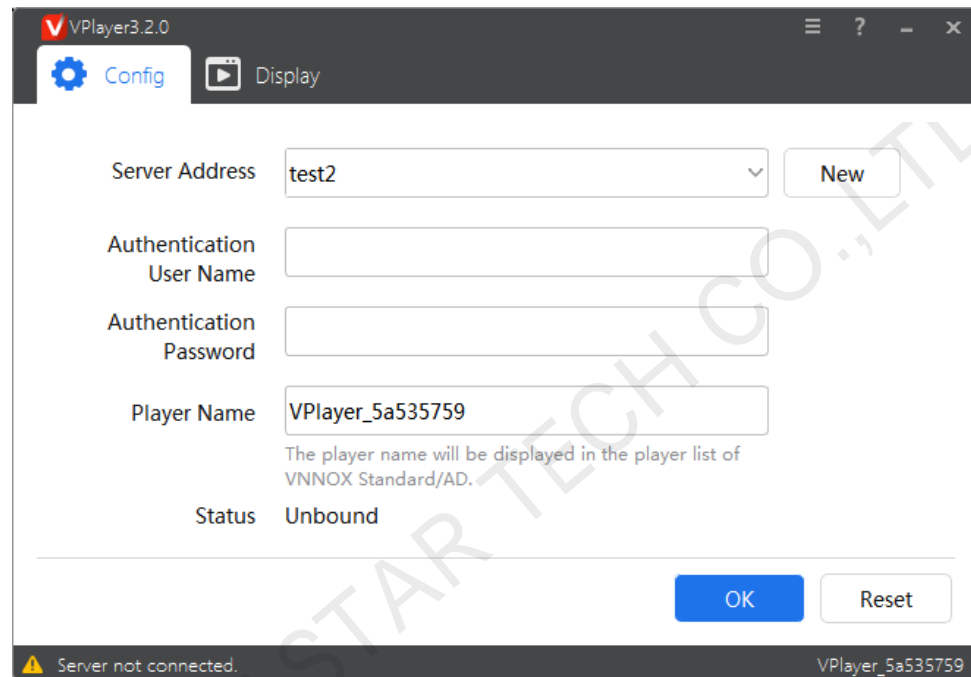 VPlayer3.2.0
Config
Display
Server Address
test2
New
Authentication
User Name
Authentication
Password
Player Name
VPlayer_5a535759
The player name will be displayed in the player list of
VNNOX Standard/AD.
Status
Unbound
OK
Reset
Server not connected.
VPlayer_5a535759
STAR TECH CO.,LTD